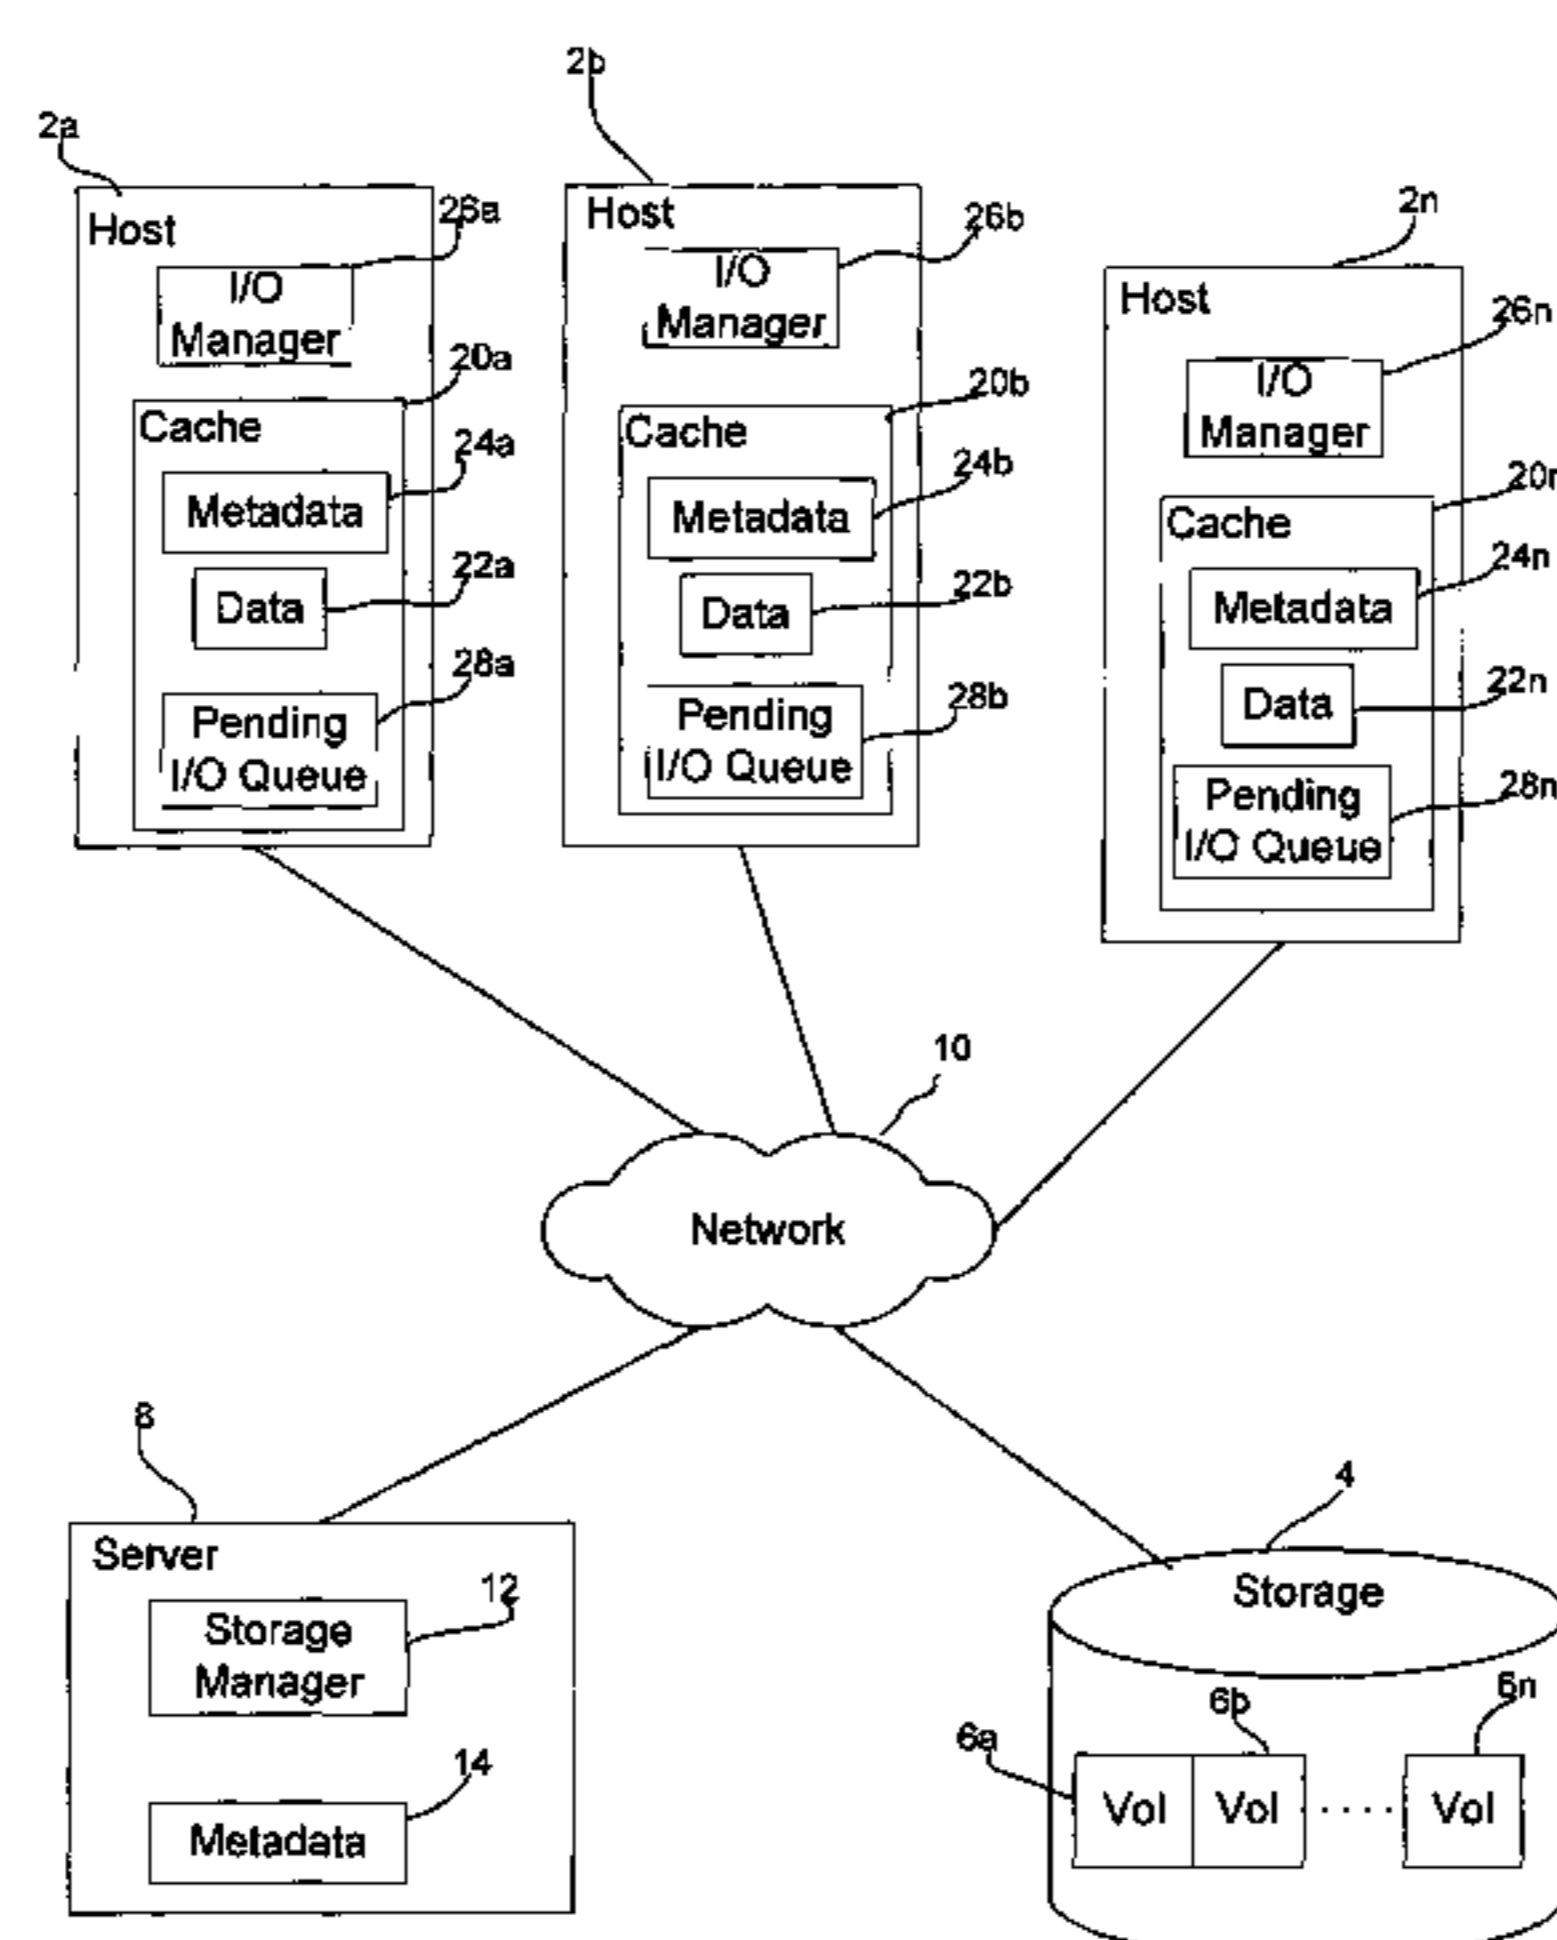 2a
Host
26a
I/O
Manager
20a
Cache
24a
Metadata
22a
Data
28a
Pending
I/O Queue
2b
Host
26b
I/O
Manager
20b
Cache
24b
Metadata
22b
Data
28b
Pending
I/O Queue
2n
Host
26n
I/O
Manager
20n
Cache
24n
Metadata
22n
Data
28n
Pending
I/O Queue
10
Network
8
Server
12
Storage
Manager
14
Metadata
4
Storage
6a
6b
6n
Vol
Vol
.....
Vol